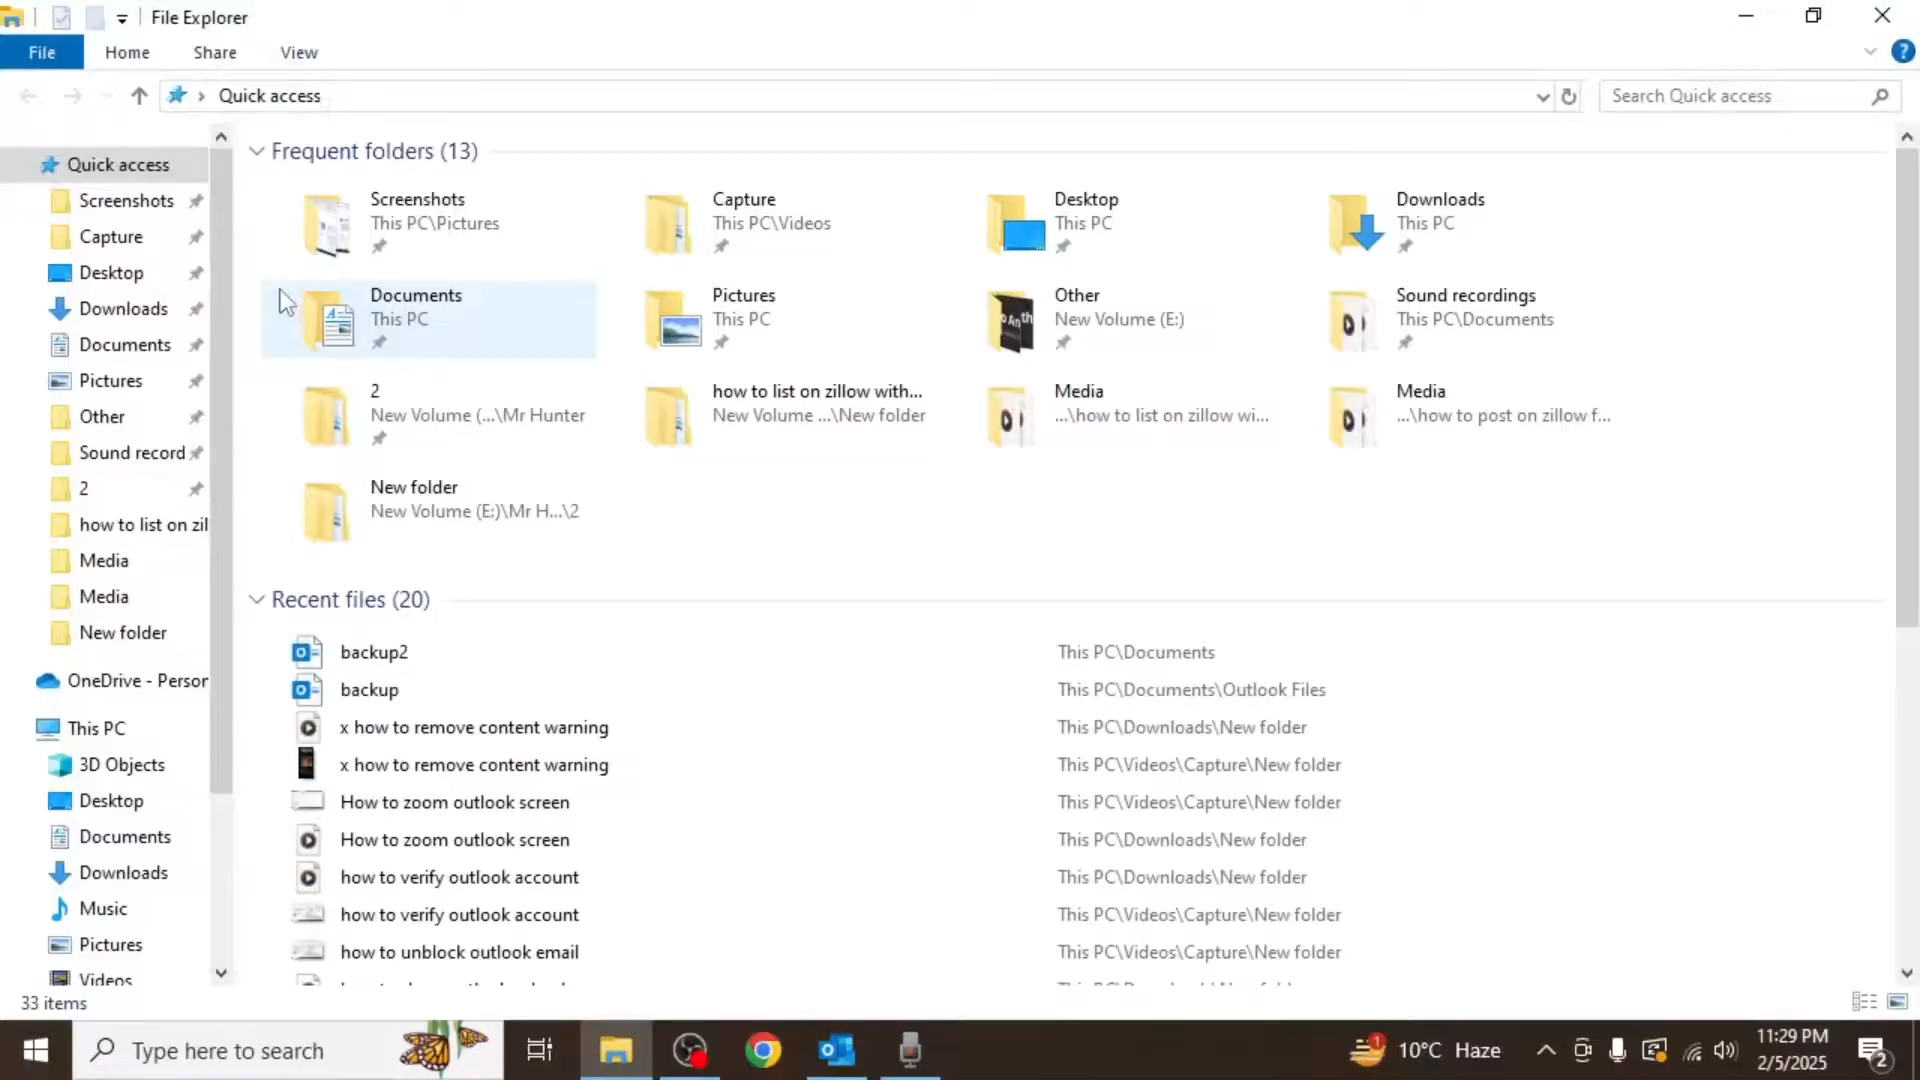 File Explorer
File Home Share View
Quick access
Search Quick access
Quick access
Screenshots
Capture
Desktop
Downloads
Documents
Pictures
Other
Sound record
2
how to list on zil
Media
Media
New folder
OneDrive - Person
This PC
3D Objects
Desktop
Documents
Downloads
Music
Pictures
Videos
Frequent folders (13)
Screenshots
This PC\Pictures
Capture
This PC\Videos
Desktop
This PC
Downloads
This PC
Documents
This PC
Pictures
This PC
Other
New Volume (E:)
Sound recordings
This PC\Documents
2
New Volume (...\Mr Hunter
how to list on zillow with...
New Volume ...\New folder
Media
...\how to list on zillow wi...
Media
...\how to post on zillow f...
New folder
New Volume (E:)\Mr H...\2
Recent files (20)
backup2 This PC\Documents
backup This PC\Documents\Outlook Files
x how to remove content warning This PC\Downloads\New folder
x how to remove content warning This PC\Videos\Capture\New folder
How to zoom outlook screen This PC\Videos\Capture\New folder
How to zoom outlook screen This PC\Downloads\New folder
how to verify outlook account This PC\Downloads\New folder
how to verify outlook account This PC\Videos\Capture\New folder
how to unblock outlook email This PC\Videos\Capture\New folder
33 items
Type here to search
1
10°C Haze
11:29 PM
2/5/2025
2